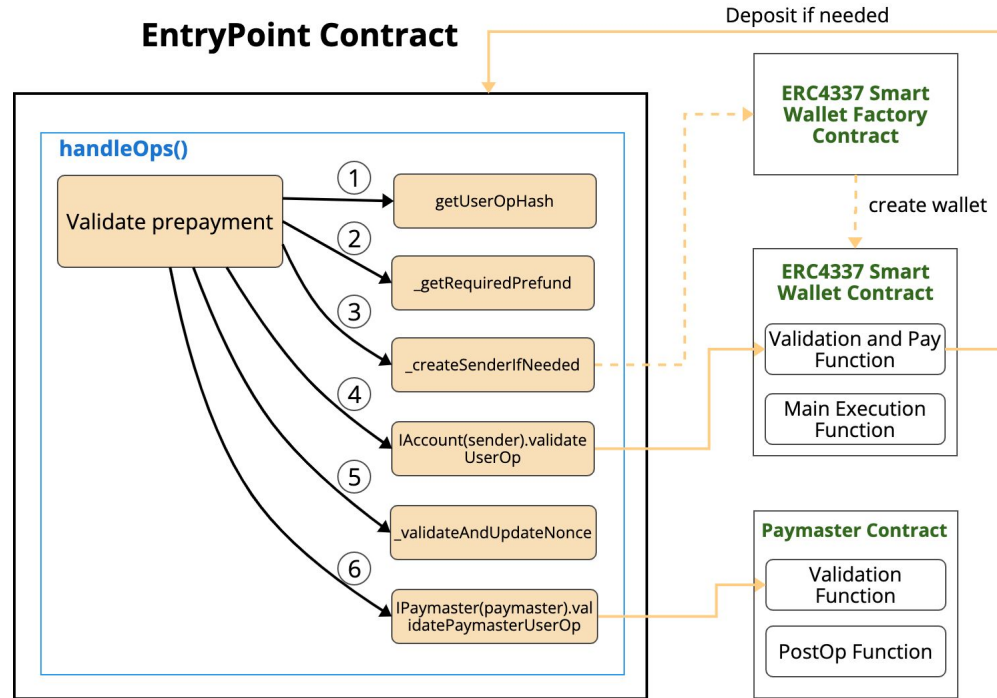 Deposit if needed
EntryPoint Contract
handleOps()
Validate prepayment
1
getUserOpHash
2
_getRequiredPrefund
3
_createSenderIfNeeded
4
IAccount(sender).validate
UserOp
5
_validateAndUpdateNonce
6
IPaymaster(paymaster).val
idatePaymasterUserOp
ERC4337 Smart
Wallet Factory
Contract
create wallet
ERC4337 Smart
Wallet Contract
Validation and Pay
Function
Main Execution
Function
Paymaster Contract
Validation
Function
PostOp Function